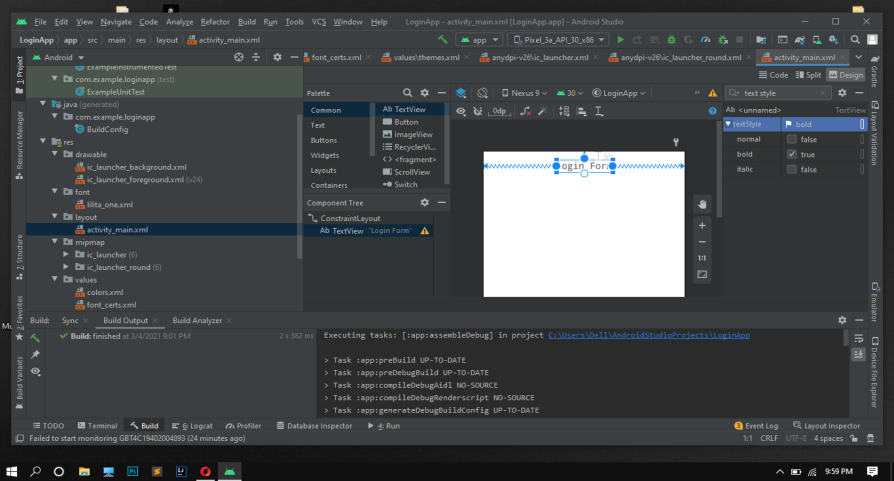 File Edit View Navigate Code Analyze Refactor Build Run Tools VCS Window Help LoginApp - activity_main.xml [LoginApp.app] - Android Studio
LoginApp app src main res layout activity_main.xml
app Pixel_3a_API_30_x86
Android
font_certs.xml values\themes.xml anydpi-v26\ic_launcher.xml anydpi-v26\ic_launcher_round.xml activity_main.xml
Code Split Design
1: Project
Resource Manager
Z: Structure
2: Favorites
Build Variants
ExampleInstrumentedTest
com.example.loginapp (test)
ExampleUnitTest
java (generated)
com.example.loginapp
BuildConfig
res
drawable
ic_launcher_background.xml
ic_launcher_foreground.xml (v24)
font
lilita_one.xml
layout
activity_main.xml
mipmap
ic_launcher (6)
ic_launcher_round (6)
values
colors.xml
font_certs.xml
Palette
Common
Text
Buttons
Widgets
Layouts
Containers
Ab TextView
Button
ImageView
RecyclerVi...
<> <fragment>
ScrollView
Switch
Component Tree
ConstraintLayout
Ab TextView "Login Form"
Nexus 9 30 LoginApp
0dp
ogin For
1:1
text style
Ab <unnamed> TextView
textStyle bold
normal false
bold true
italic false
Gradle
Layout Validation
Emulator
Device File Explorer
Build: Sync Build Output Build Analyzer
Build: finished at 3/4/2021 9:01 PM 2 s 352 ms
Executing tasks: [:app:assembleDebug] in project C:\Users\Dell\AndroidStudioProjects\LoginApp
> Task :app:preBuild UP-TO-DATE
> Task :app:preDebugBuild UP-TO-DATE
> Task :app:compileDebugAidl NO-SOURCE
> Task :app:compileDebugRenderscript NO-SOURCE
> Task :app:generateDebugBuildConfig UP-TO-DATE
TODO Terminal Build 6: Logcat Profiler Database Inspector 4: Run 3 Event Log Layout Inspector
Failed to start monitoring GBT4C19402004893 (24 minutes ago) 1:1 CRLF UTF-8 4 spaces
Ps IJ 9:59 PM